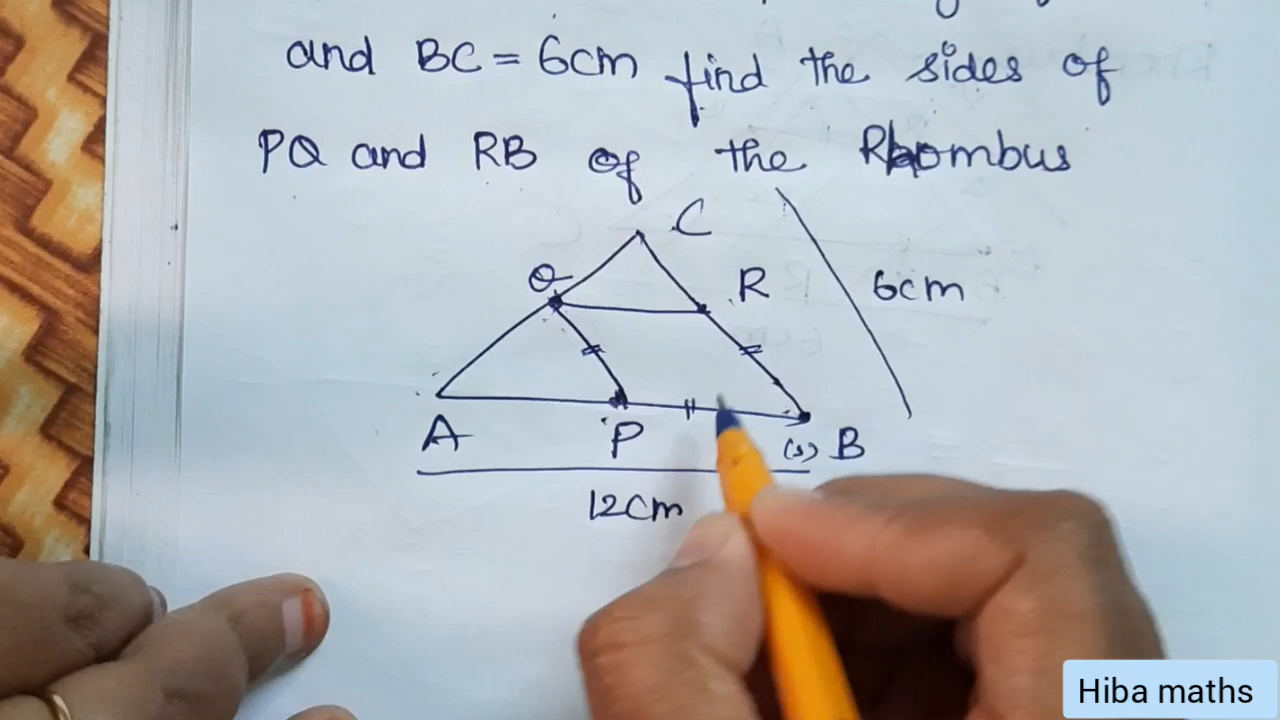 and BC = 6cm find the sides of
PQ and RB of the Rhombus
C
Q
R
6cm
A
P
(s) B
12cm
Hiba maths